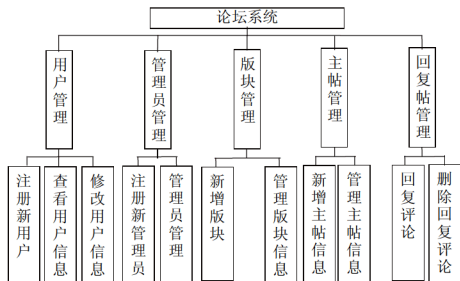 论坛系统
用户管理
管理员管理
版块管理
主帖管理
回复帖管理
注册新用户
查看用户信息
修改用户信息
注册新管理员
管理员管理
新增版块
管理版块信息
新增主帖信息
管理主帖信息
回复评论
删除回复评论